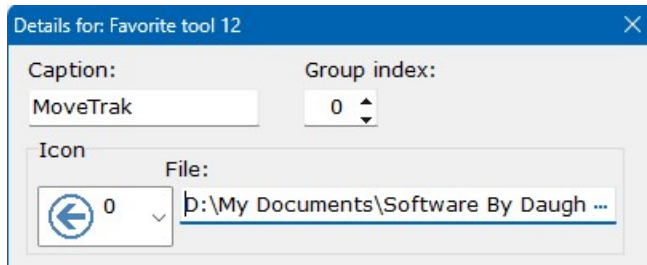 Details for: Favorite tool 12
Caption:
Group index:
MoveTrak
0
Icon
File:
0
D:\My Documents\Software By Daugh ...